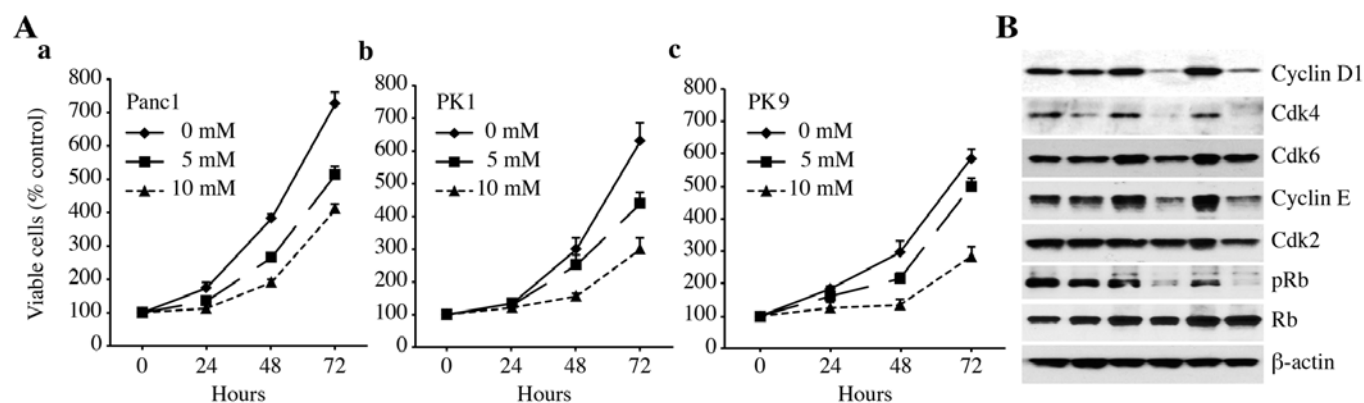 A
a
Viable cells (% control)
800
700
600
500
400
300
200
100
0
Panc1
0 mM
5 mM
10 mM
0 24 48 72
Hours
b
800
700
600
500
400
300
200
100
0
PK1
0 mM
5 mM
10 mM
0 24 48 72
Hours
c
800
700
600
500
400
300
200
100
0
PK9
0 mM
5 mM
10 mM
0 24 48 72
Hours
B
Cyclin D1
Cdk4
Cdk6
Cyclin E
Cdk2
pRb
Rb
β-actin